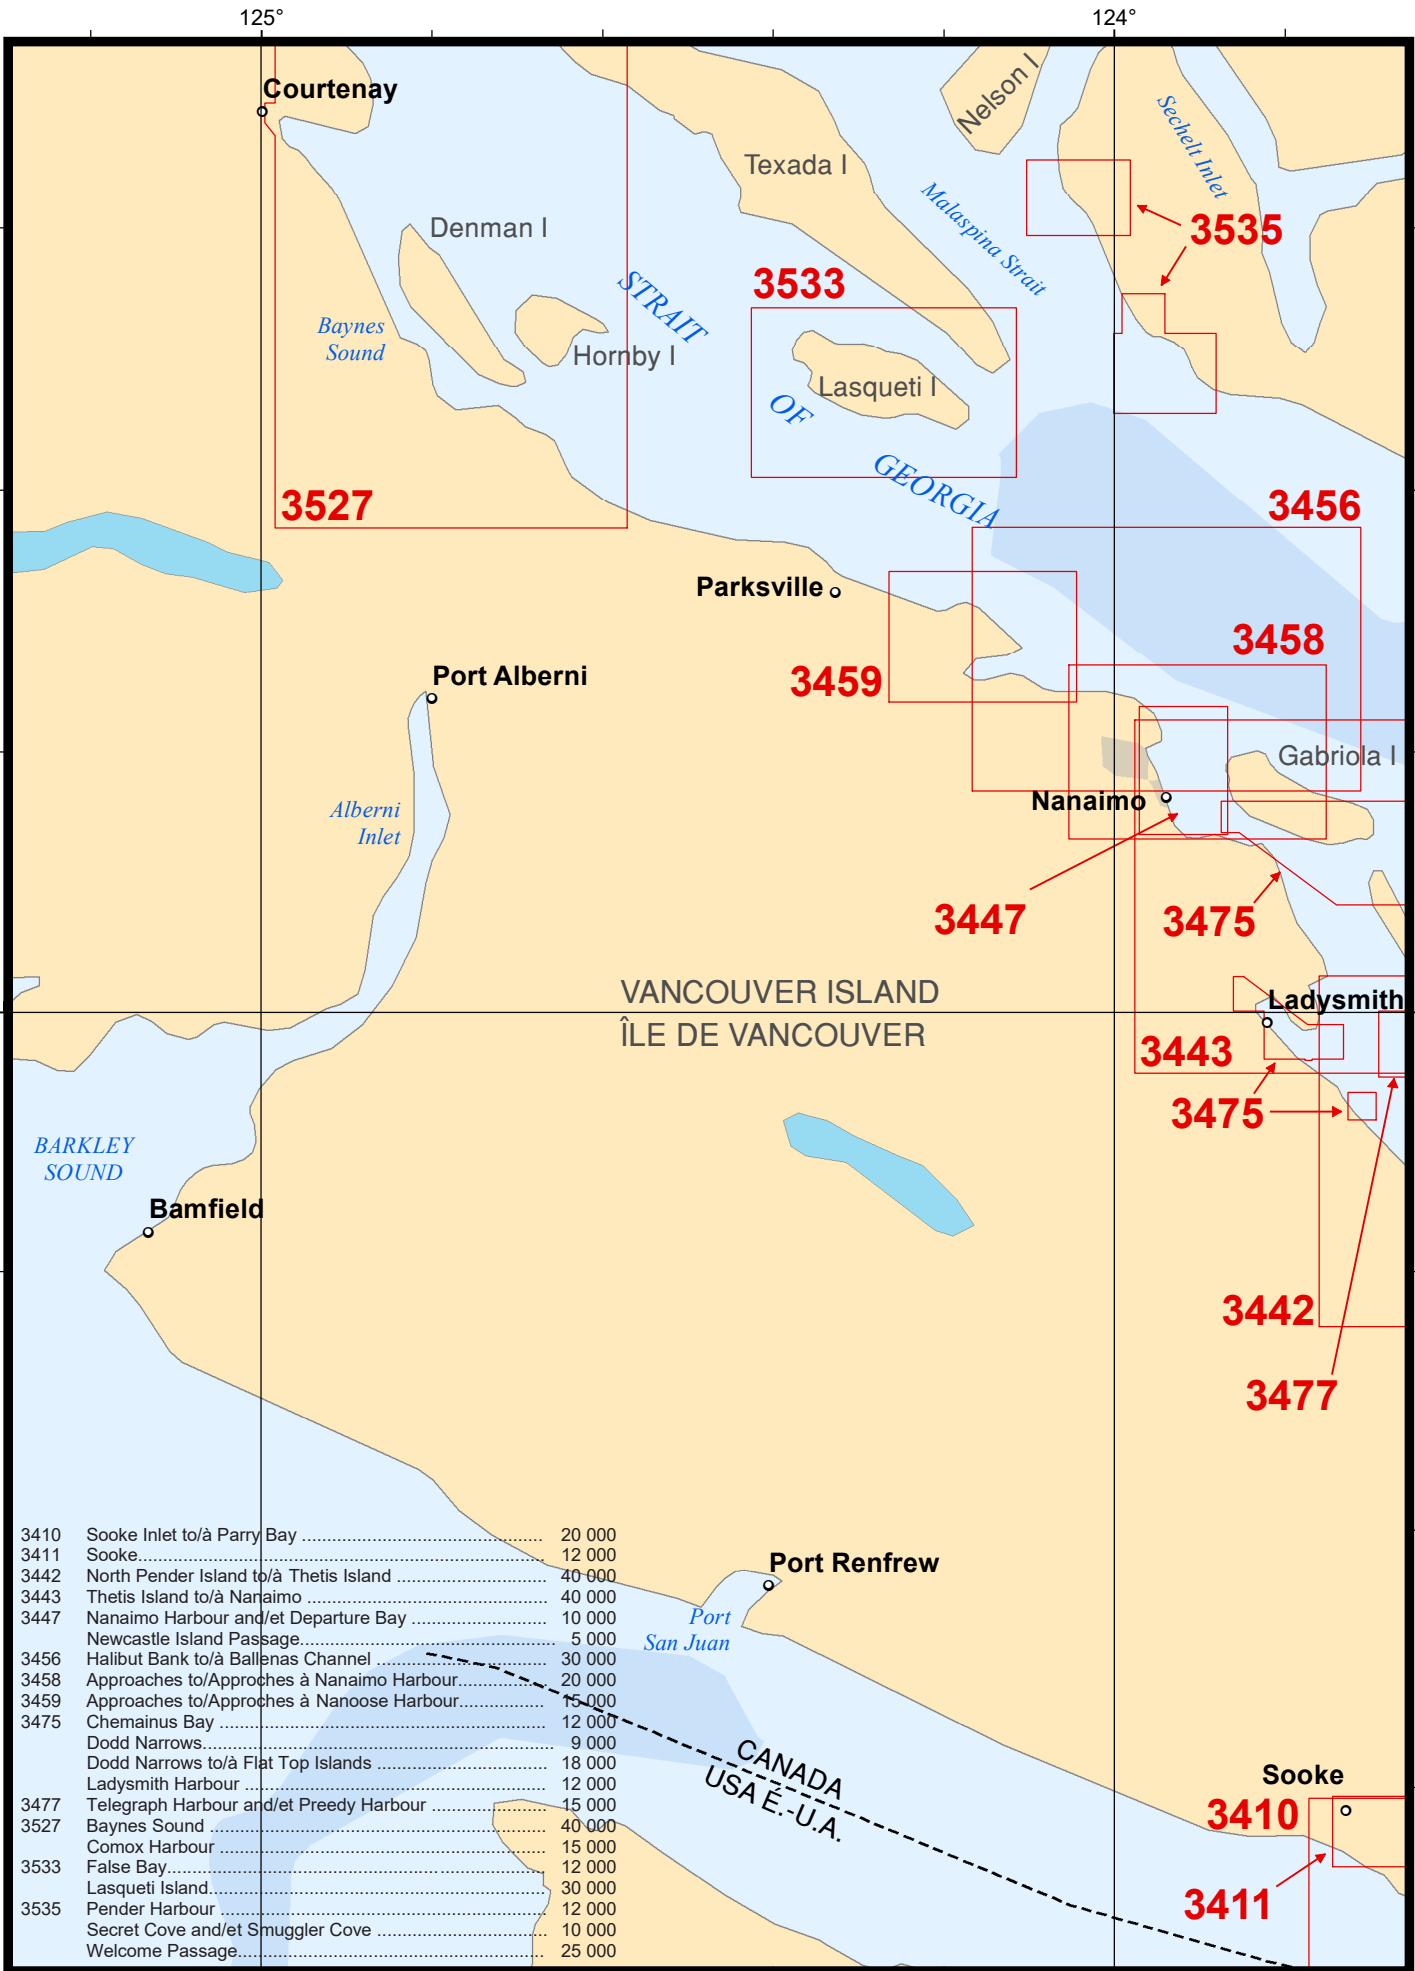 125°
124°
Courtenay
Nelson I
Sechelt Inlet
Texada I
Malaspina Strait
Denman I
3535
3533
STRAIT
Baynes
Sound
Hornby I
Lasqueti I
OF
GEORGIA
3527
3456
Parksville
3458
Port Alberni
3459
Gabriola I
Alberni
Inlet
Nanaimo
3447
3475
VANCOUVER ISLAND
ÎLE DE VANCOUVER
Ladysmith
3443
3475
BARKLEY
SOUND
Bamfield
3442
3477
Port Renfrew
Port
San Juan
CANADA
USA É.-U.A.
Sooke
3410
3411
3410 Sooke Inlet to/à Parry Bay 20 000
3411 Sooke 12 000
3442 North Pender Island to/à Thetis Island 40 000
3443 Thetis Island to/à Nanaimo 40 000
3447 Nanaimo Harbour and/et Departure Bay 10 000
Newcastle Island Passage 5 000
3456 Halibut Bank to/à Ballenas Channel 30 000
3458 Approaches to/Approches à Nanaimo Harbour 20 000
3459 Approaches to/Approches à Nanoose Harbour 15 000
3475 Chemainus Bay 12 000
Dodd Narrows 9 000
Dodd Narrows to/à Flat Top Islands 18 000
Ladysmith Harbour 12 000
3477 Telegraph Harbour and/et Preedy Harbour 15 000
3527 Baynes Sound 40 000
Comox Harbour 15 000
3533 False Bay 12 000
Lasqueti Island 30 000
3535 Pender Harbour 12 000
Secret Cove and/et Smuggler Cove 10 000
Welcome Passage 25 000